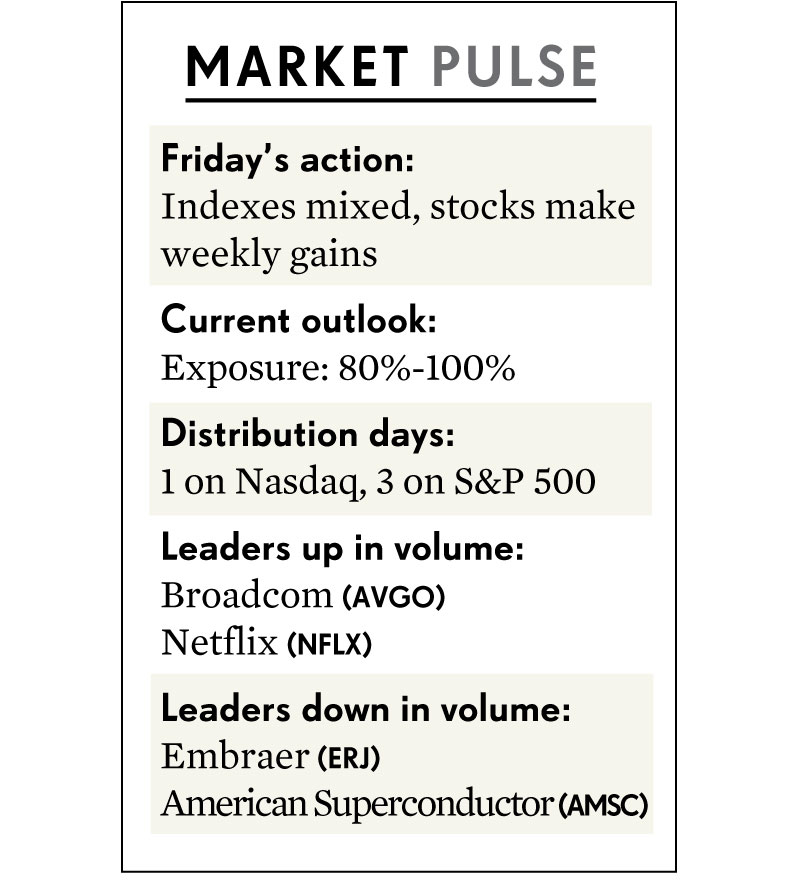 MARKET PULSE
Friday’s action:
Indexes mixed, stocks make
weekly gains
Current outlook:
Exposure: 80%-100%
Distribution days:
1 on Nasdaq, 3 on S&P 500
Leaders up in volume:
Broadcom (AVGO)
Netflix (NFLX)
Leaders down in volume:
Embraer (ERJ)
American Superconductor (AMSC)